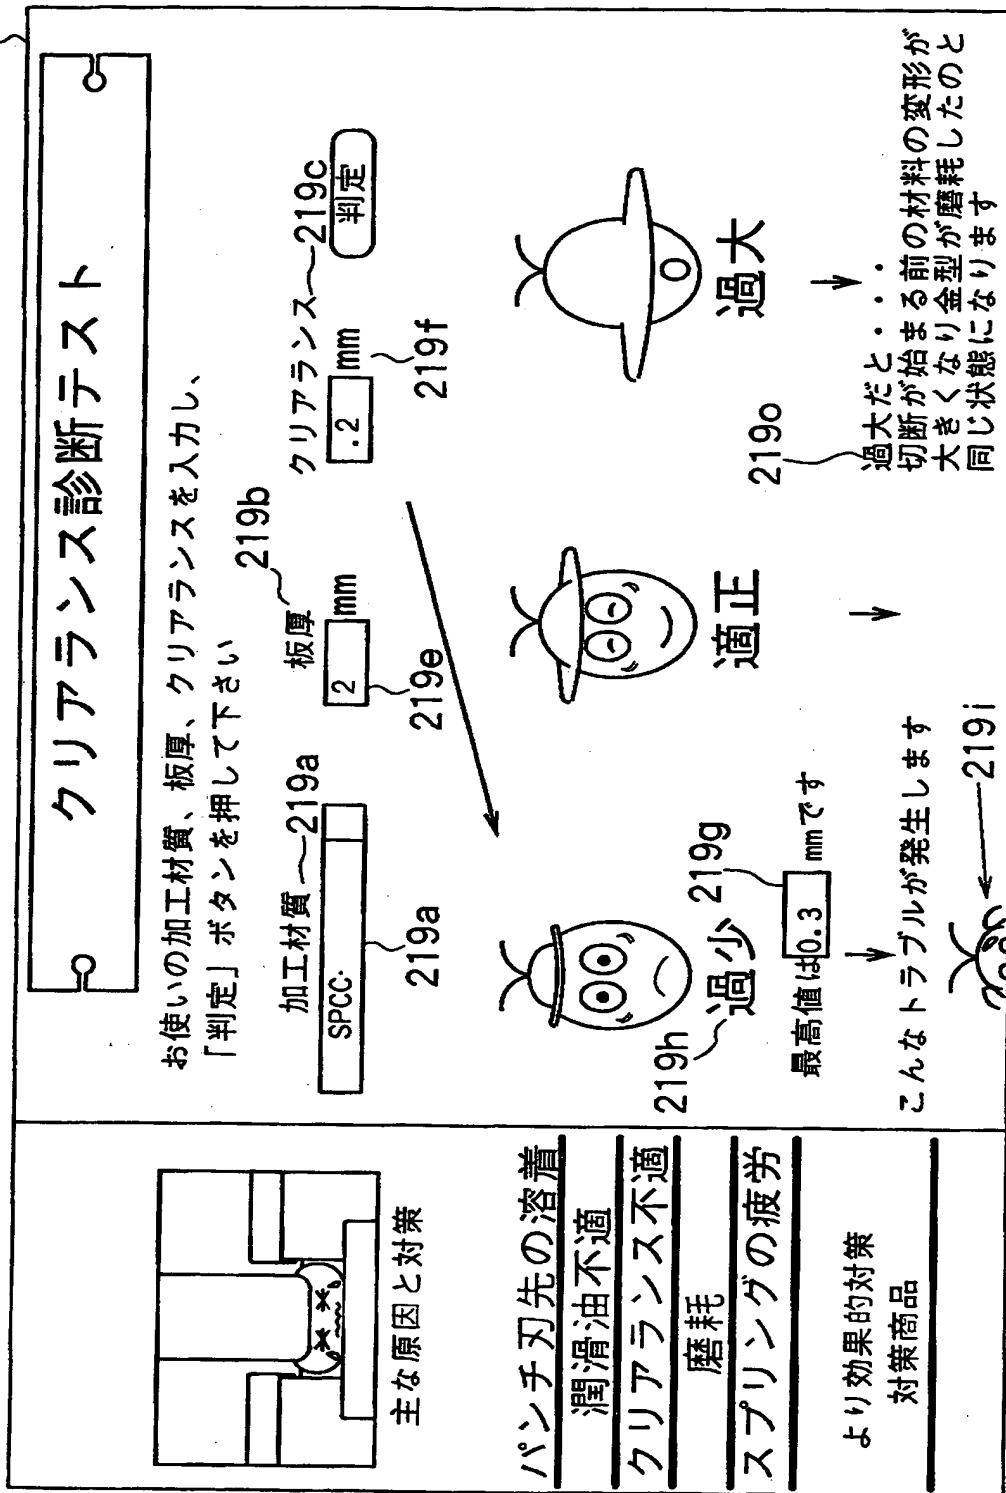 クリアランス診断テスト
お使いの加工材質、板厚、クリアランスを入力し、
「判定」ボタンを押して下さい
加工材質 219a
板厚 219b
クリアランス 219c
SPCC
2 mm
.2 mm
判定
219a
219e
219f
過少
適正
過大
219h
219g
最高値は 0.3 mmです
こんなトラブルが発生します
219i
219o
過大だと・・・・
切断が始まる前の材料の変形が
大きくなり金型が磨耗したのと
同じ状態になります
主な原因と対策
パンチ刃先の溶着
潤滑油不適
クリアランス不適
磨耗
スプリングの疲労
より効果的対策
対策商品